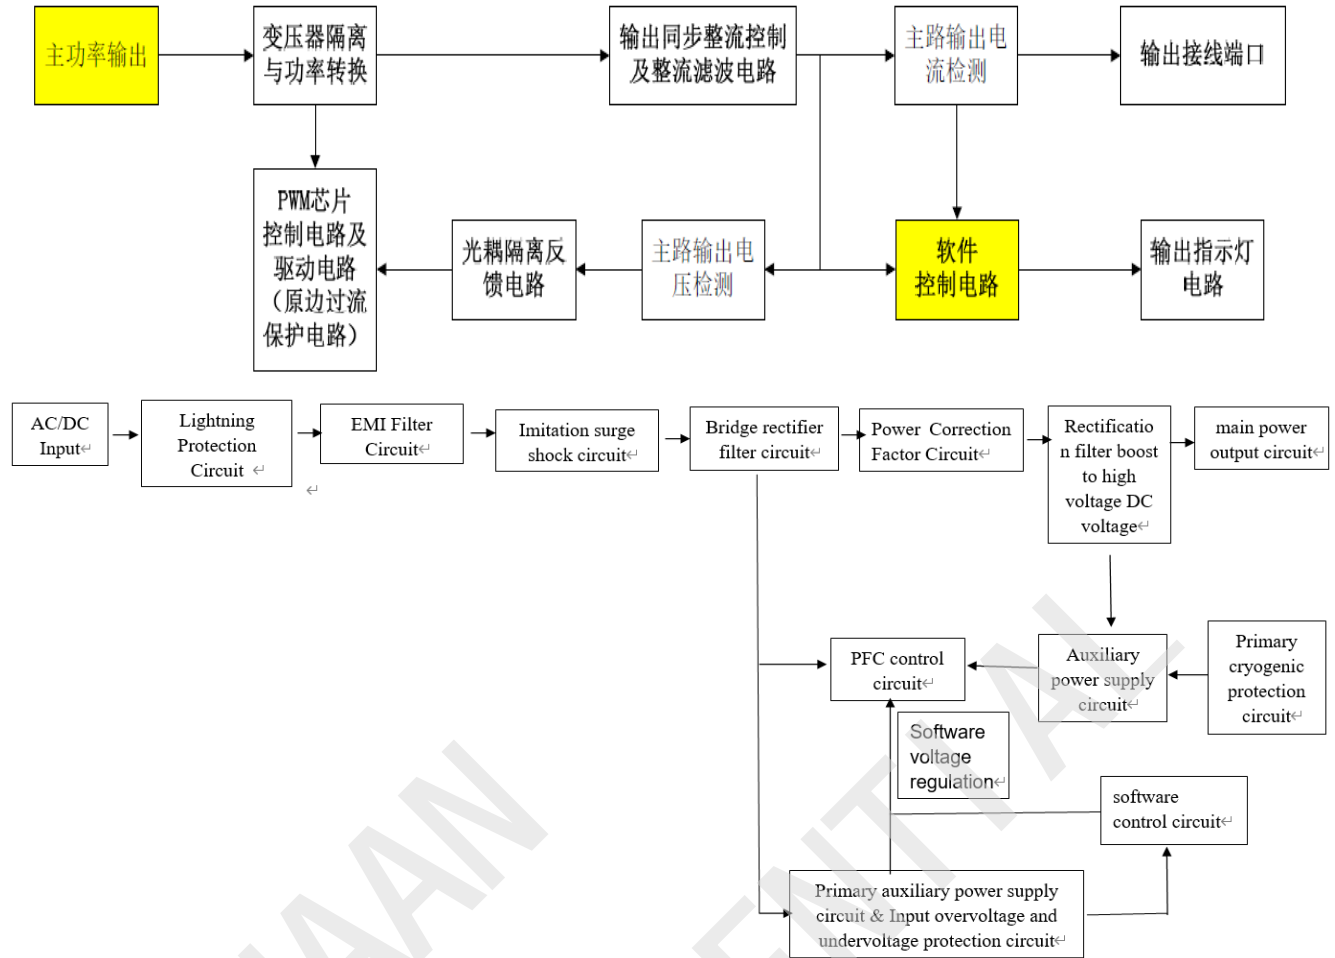 主功率输出
变压器隔离
与功率转换
输出同步整流控制
及整流滤波电路
主路输出电
流检测
输出接线端口
PWM芯片
控制电路及
驱动电路
（原边过流
保护电路）
光耦隔离反
馈电路
主路输出电
压检测
软件
控制电路
输出指示灯
电路
AC/DC
Input↵
Lightning
Protection
Circuit ↵
↵
EMI Filter
Circuit↵
Imitation surge
shock circuit↵
Bridge rectifier
filter circuit↵
Power Correction
Factor Circuit↵
Rectificatio
n filter boost
to high
voltage DC
voltage↵
main power
output circuit↵
PFC control
circuit↵
Auxiliary
power supply
circuit↵
Primary
cryogenic
protection
circuit↵
Software
voltage
regulation↵
software
control circuit↵
Primary auxiliary power supply
circuit & Input overvoltage and
undervoltage protection circuit↵